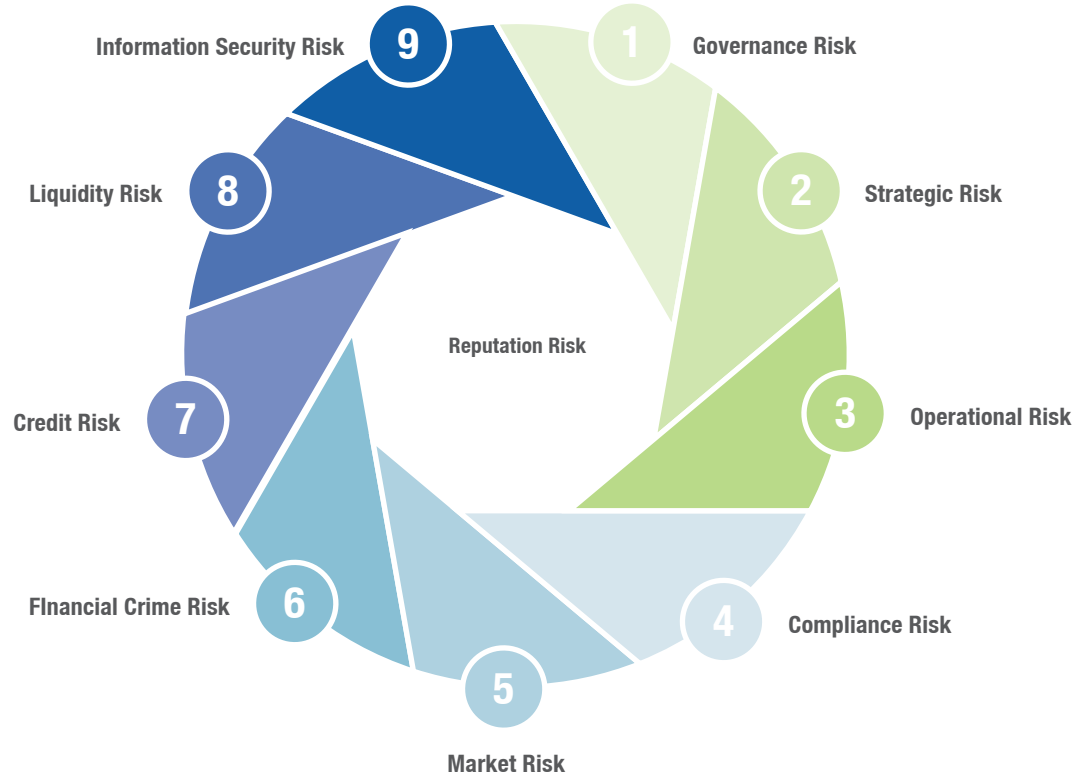 9
Information Security Risk
1
Governance Risk
8
Liquidity Risk
2
Strategic Risk
Reputation Risk
7
Credit Risk
3
Operational Risk
6
FInancial Crime Risk
4
Compliance Risk
5
Market Risk